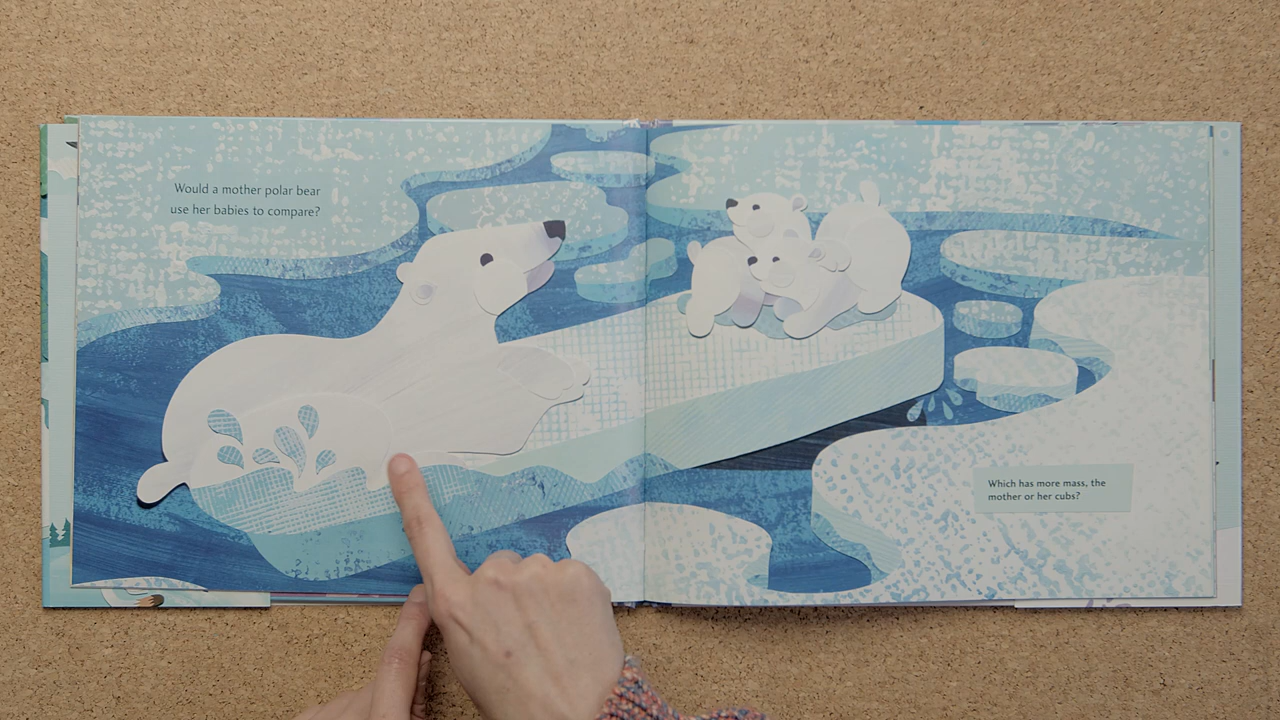 Would a mother polar bear
use her babies to compare?
Which has more mass, the
mother or her cubs?